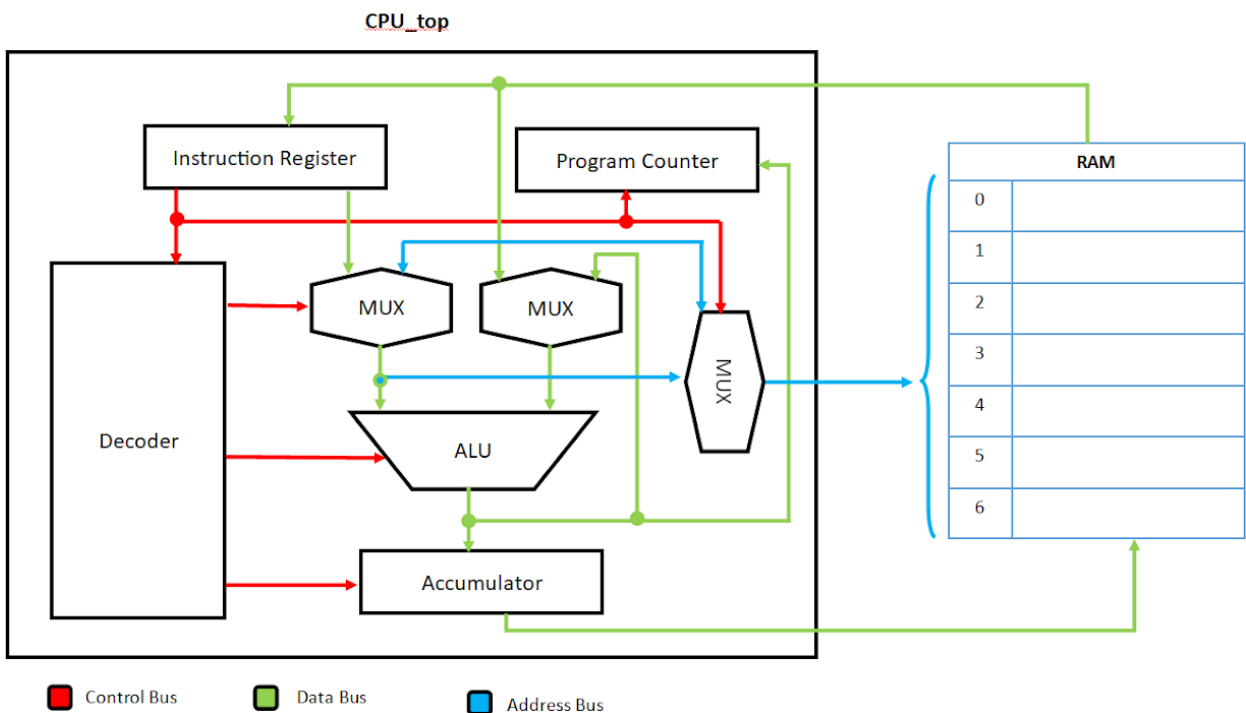 CPU_top
Instruction Register
Program Counter
RAM
0
1
2
3
4
5
6
MUX
MUX
MUX
Decoder
ALU
Accumulator
Control Bus
Data Bus
Address Bus